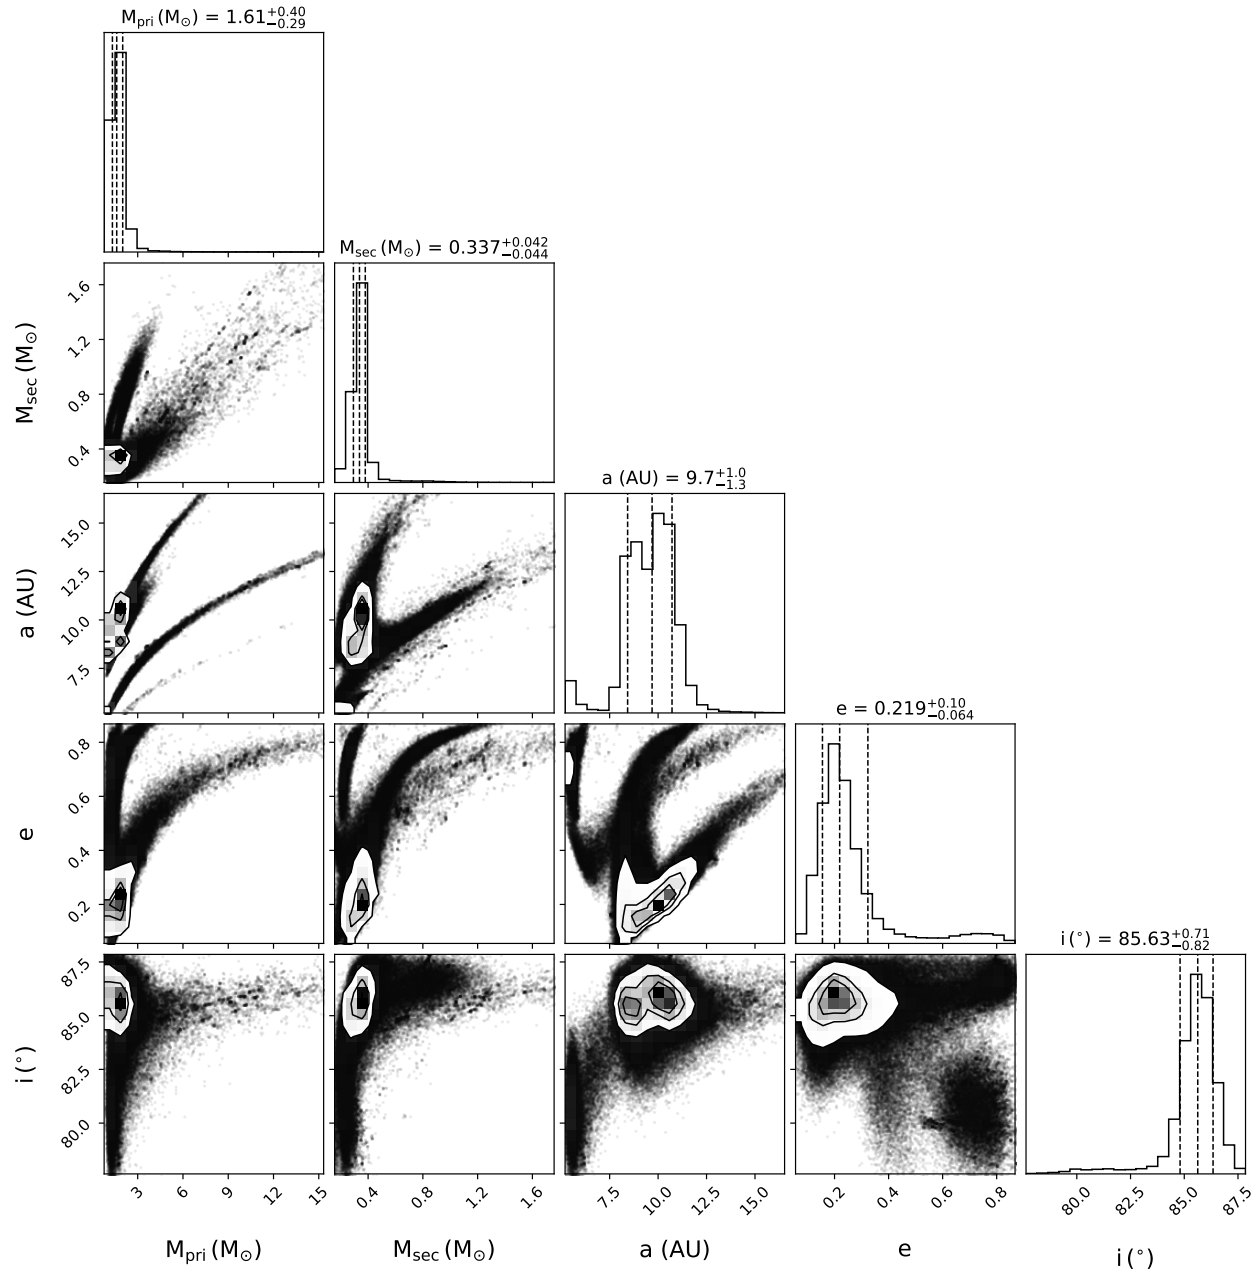 M_pri (M_⊙) = 1.61^{+0.40}_{-0.29}
M_sec (M_⊙) = 0.337^{+0.042}_{-0.044}
M_sec (M_⊙)
1.6
1.2
0.8
0.4
a (AU) = 9.7^{+1.0}_{-1.3}
a (AU)
15.0
12.5
10.0
7.5
e = 0.219^{+0.10}_{-0.064}
e
0.8
0.6
0.4
0.2
i (°) = 85.63^{+0.71}_{-0.82}
i (°)
87.5
85.0
82.5
80.0
3 6 9 12 15
0.4 0.8 1.2 1.6
7.5 10.0 12.5 15.0
0.2 0.4 0.6 0.8
80.0 82.5 85.0 87.5
M_pri (M_⊙)
M_sec (M_⊙)
a (AU)
e
i (°)